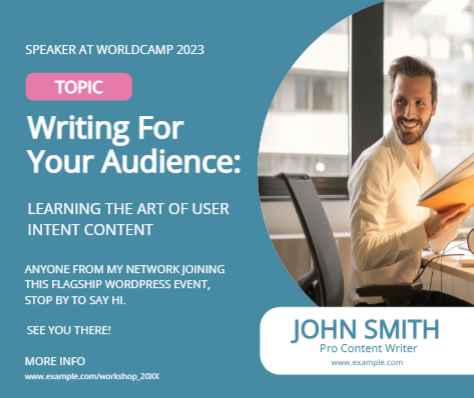 SPEAKER AT WORLDCAMP 2023
TOPIC
Writing For
Your Audience:
LEARNING THE ART OF USER
INTENT CONTENT
ANYONE FROM MY NETWORK JOINING
THIS FLAGSHIP WORDPRESS EVENT,
STOP BY TO SAY HI.
SEE YOU THERE!
MORE INFO
www.example.com/workshop_20XX
JOHN SMITH
Pro Content Writer
www.example.com